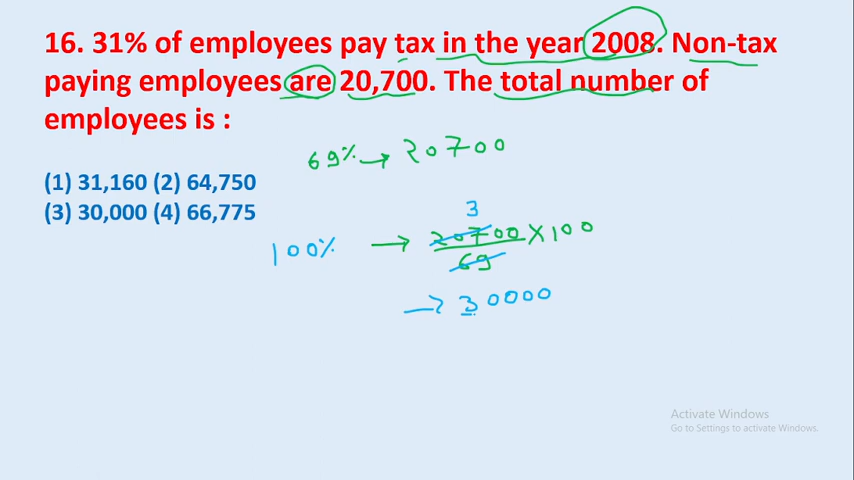 16. 31% of employees pay tax in the year 2008. Non-tax
paying employees are 20,700. The total number of
employees is :
69% → 20700
(1) 31,160 (2) 64,750
(3) 30,000 (4) 66,775
3
100% → 20700 × 100
69
→ 30000
Activate Windows
Go to Settings to activate Windows.